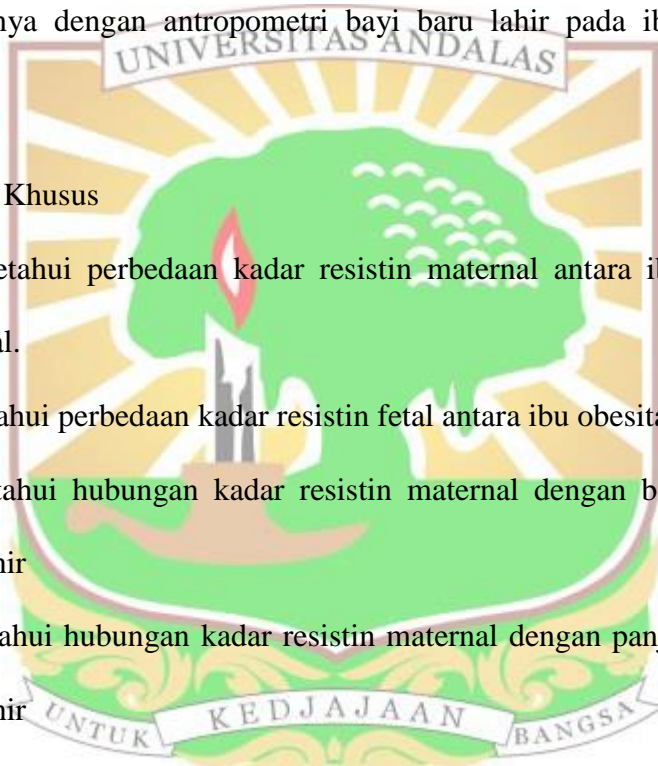 nya dengan antropometri bayi baru lahir pada ib
UNIVERSITAS ANDALAS
Khusus
etahui perbedaan kadar resistin maternal antara ib
al.
ahui perbedaan kadar resistin fetal antara ibu obesita
tahui hubungan kadar resistin maternal dengan b
hir
ahui hubungan kadar resistin maternal dengan panj
hir
UNTUK KEDJAJAAN BANGSA